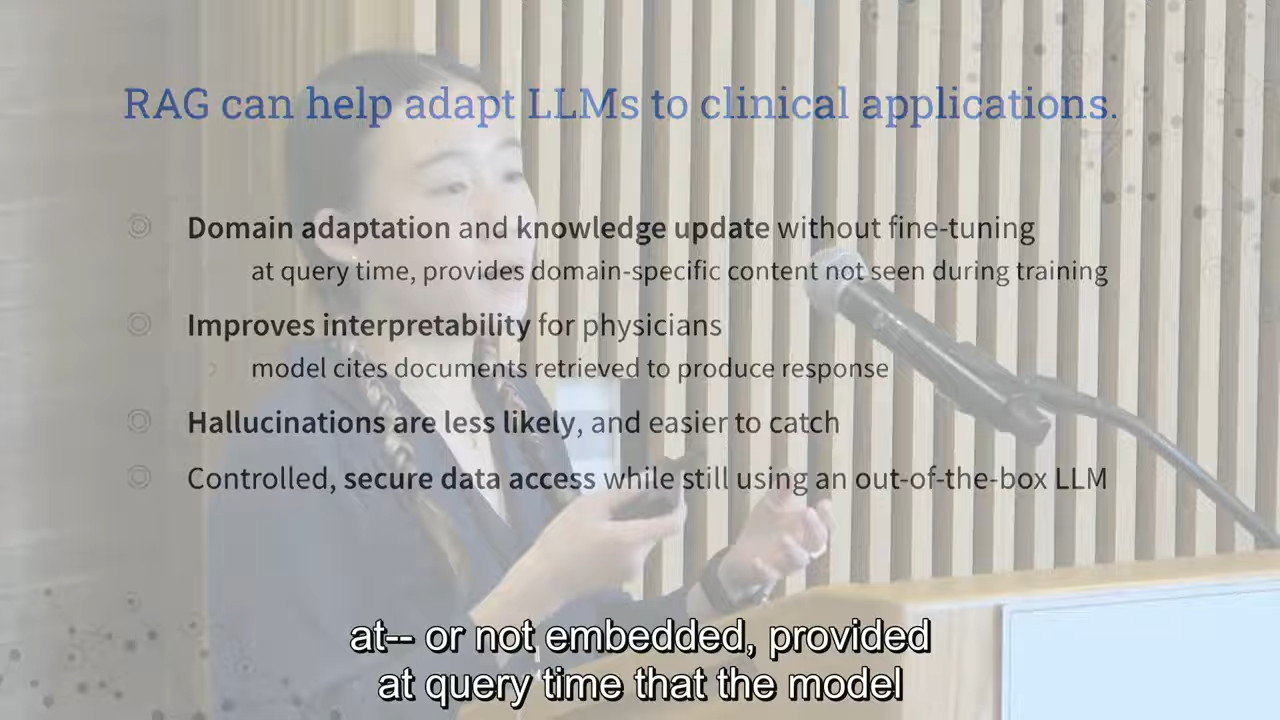 RAG can help adapt LLMs to clinical applications.
Domain adaptation and knowledge update without fine-tuning
at query time, provides domain-specific content not seen during training
Improves interpretability for physicians
model cites documents retrieved to produce response
Hallucinations are less likely, and easier to catch
Controlled, secure data access while still using an out-of-the-box LLM
at-- or not embedded, provided
at query time that the model